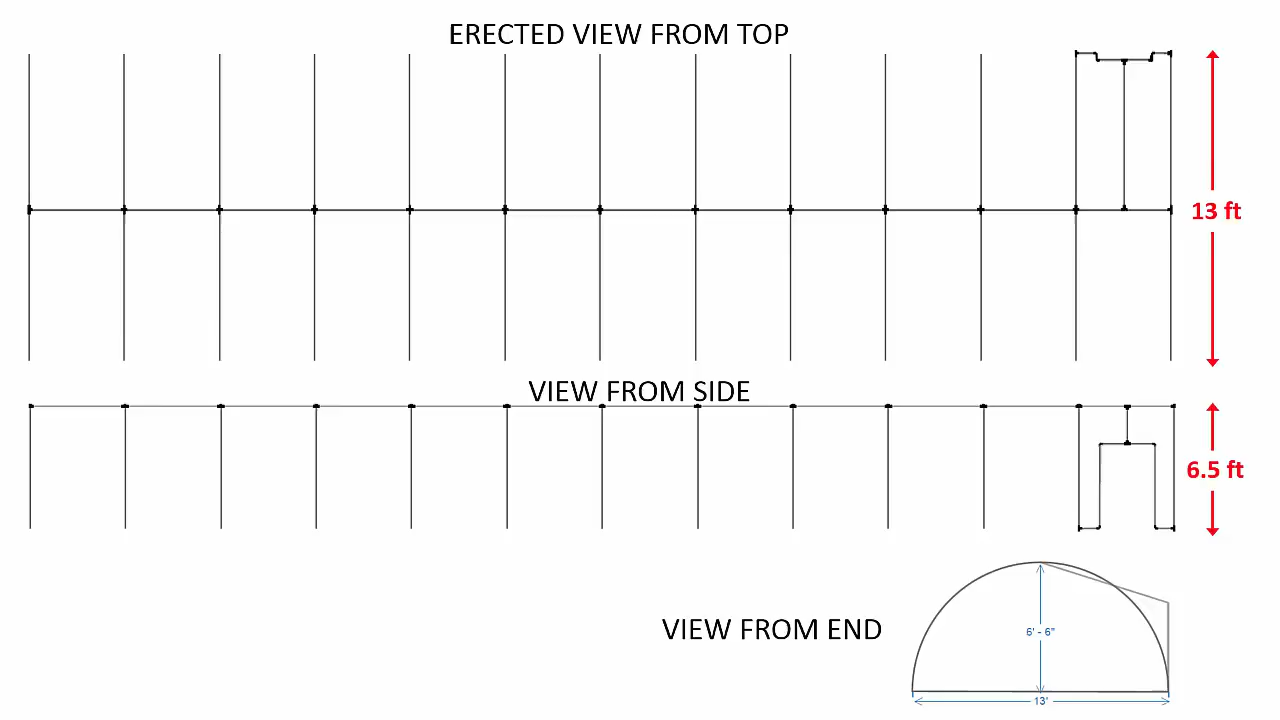 ERECTED VIEW FROM TOP
13 ft
VIEW FROM SIDE
6.5 ft
VIEW FROM END
6' - 6"
13'